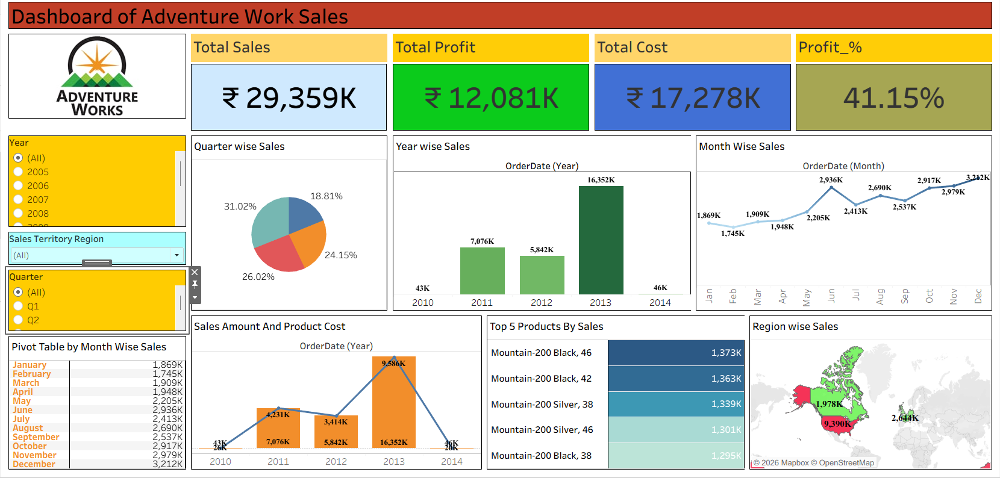 Dashboard of Adventure Work Sales
ADVENTURE
WORKS
Total Sales
₹ 29,359K
Total Profit
₹ 12,081K
Total Cost
₹ 17,278K
Profit_%
41.15%
Year
(All)
2005
2006
2007
2008
Sales Territory Region
(All)
Quarter
(All)
Q1
Q2
Quarter wise Sales
18.81%
31.02%
24.15%
26.02%
Year wise Sales
OrderDate (Year)
16,352K
7,076K
5,842K
43K
46K
2010 2011 2012 2013 2014
Month Wise Sales
OrderDate (Month)
1,869K
1,745K
1,909K
1,948K
2,205K
2,936K
2,413K
2,690K
2,537K
2,917K
2,979K
3,212K
Jan Feb Mar Apr May Jun Jul Aug Sep Oct Nov Dec
Pivot Table by Month Wise Sales
January 1,869K
February 1,745K
March 1,909K
April 1,948K
May 2,205K
June 2,936K
July 2,413K
August 2,690K
September 2,537K
October 2,917K
November 2,979K
December 3,212K
Sales Amount And Product Cost
OrderDate (Year)
9,586K
4,231K
3,414K
43K
26K
7,076K 5,842K 16,352K
46K
2010 2011 2012 2013 2014
Top 5 Products By Sales
Mountain-200 Black, 46 1,373K
Mountain-200 Black, 42 1,363K
Mountain-200 Silver, 38 1,339K
Mountain-200 Silver, 46 1,301K
Mountain-200 Black, 38 1,295K
Region wise Sales
1,978K
2,644K
9,390K
© 2026 Mapbox © OpenStreetMap